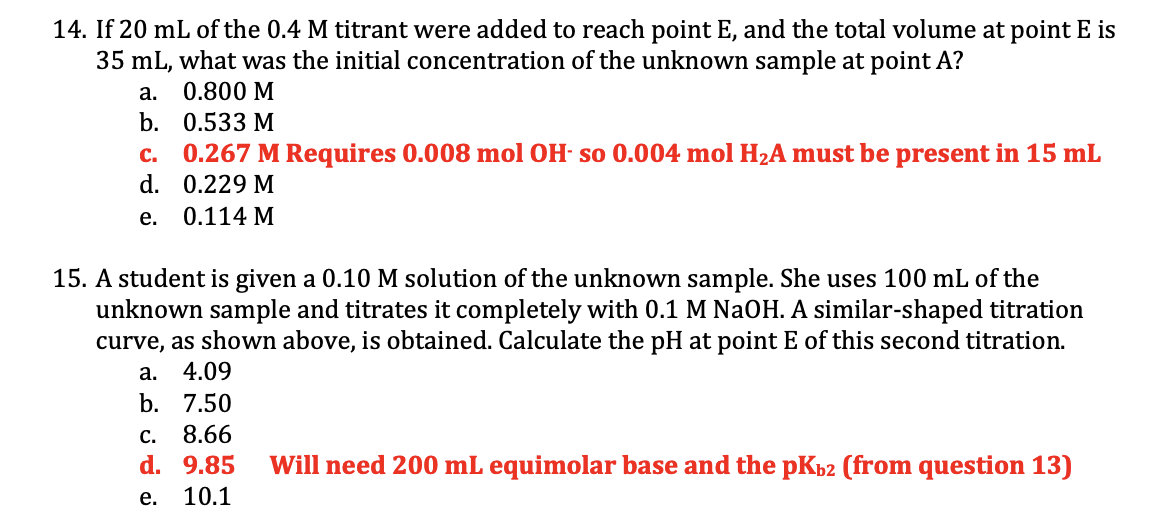 14. If 20 mL of the 0.4 M titrant were added to reach point E, and the total volume at point E is
35 mL, what was the initial concentration of the unknown sample at point A?
a. 0.800 M
b. 0.533 M
c. 0.267 M Requires 0.008 mol OH- so 0.004 mol H₂A must be present in 15 mL
d. 0.229 M
e. 0.114 M
15. A student is given a 0.10 M solution of the unknown sample. She uses 100 mL of the
unknown sample and titrates it completely with 0.1 M NaOH. A similar-shaped titration
curve, as shown above, is obtained. Calculate the pH at point E of this second titration.
a. 4.09
b. 7.50
c. 8.66
d. 9.85 Will need 200 mL equimolar base and the pKb2 (from question 13)
e. 10.1